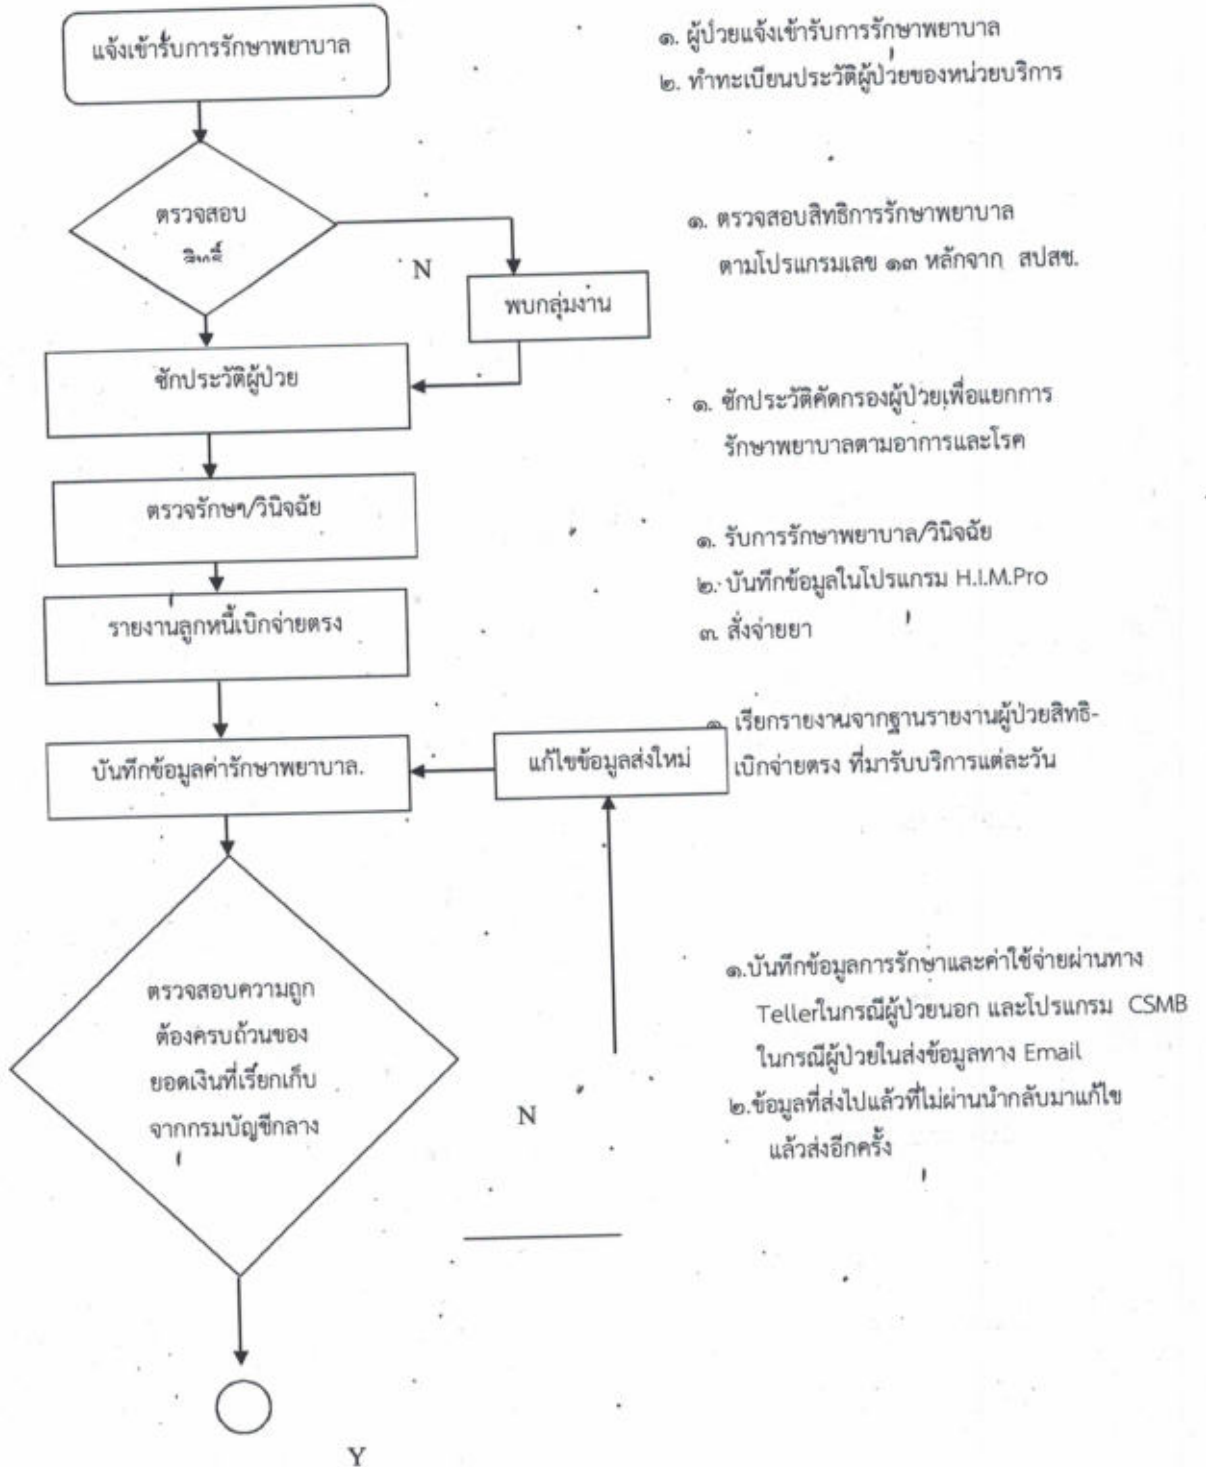 แจ้งเข้ารับการรักษาพยาบาล
๑. ผู้ป่วยแจ้งเข้ารับการรักษาพยาบาล
๒. ทำทะเบียนประวัติผู้ป่วยของหน่วยบริการ
ตรวจสอบ
สิทธิ์
N
พบกลุ่มงาน
๑. ตรวจสอบสิทธิการรักษาพยาบาล
ตามโปรแกรมเลข ๑๓ หลักจาก สปสช.
ซักประวัติผู้ป่วย
๑. ซักประวัติคัดกรองผู้ป่วยเพื่อแยกการ
รักษาพยาบาลตามอาการและโรค
ตรวจรักษา/วินิจฉัย
๑. รับการรักษาพยาบาล/วินิจฉัย
๒. บันทึกข้อมูลในโปรแกรม H.I.M.Pro
๓. สั่งจ่ายยา
รายงานลูกหนี้เบิกจ่ายตรง
๑. เรียกรายงานจากฐานรายงานผู้ป่วยสิทธิ-
เบิกจ่ายตรง ที่มารับบริการแต่ละวัน
บันทึกข้อมูลค่ารักษาพยาบาล.
แก้ไขข้อมูลส่งใหม่
ตรวจสอบความถูก
ต้องครบถ้วนของ
ยอดเงินที่เรียกเก็บ
จากกรมบัญชีกลาง
N
๑.บันทึกข้อมูลการรักษาและค่าใช้จ่ายผ่านทาง
Tellerในกรณีผู้ป่วยนอก และโปรแกรม CSMB
ในกรณีผู้ป่วยในส่งข้อมูลทาง Email
๒.ข้อมูลที่ส่งไปแล้วที่ไม่ผ่านนำกลับมาแก้ไข
แล้วส่งอีกครั้ง
Y